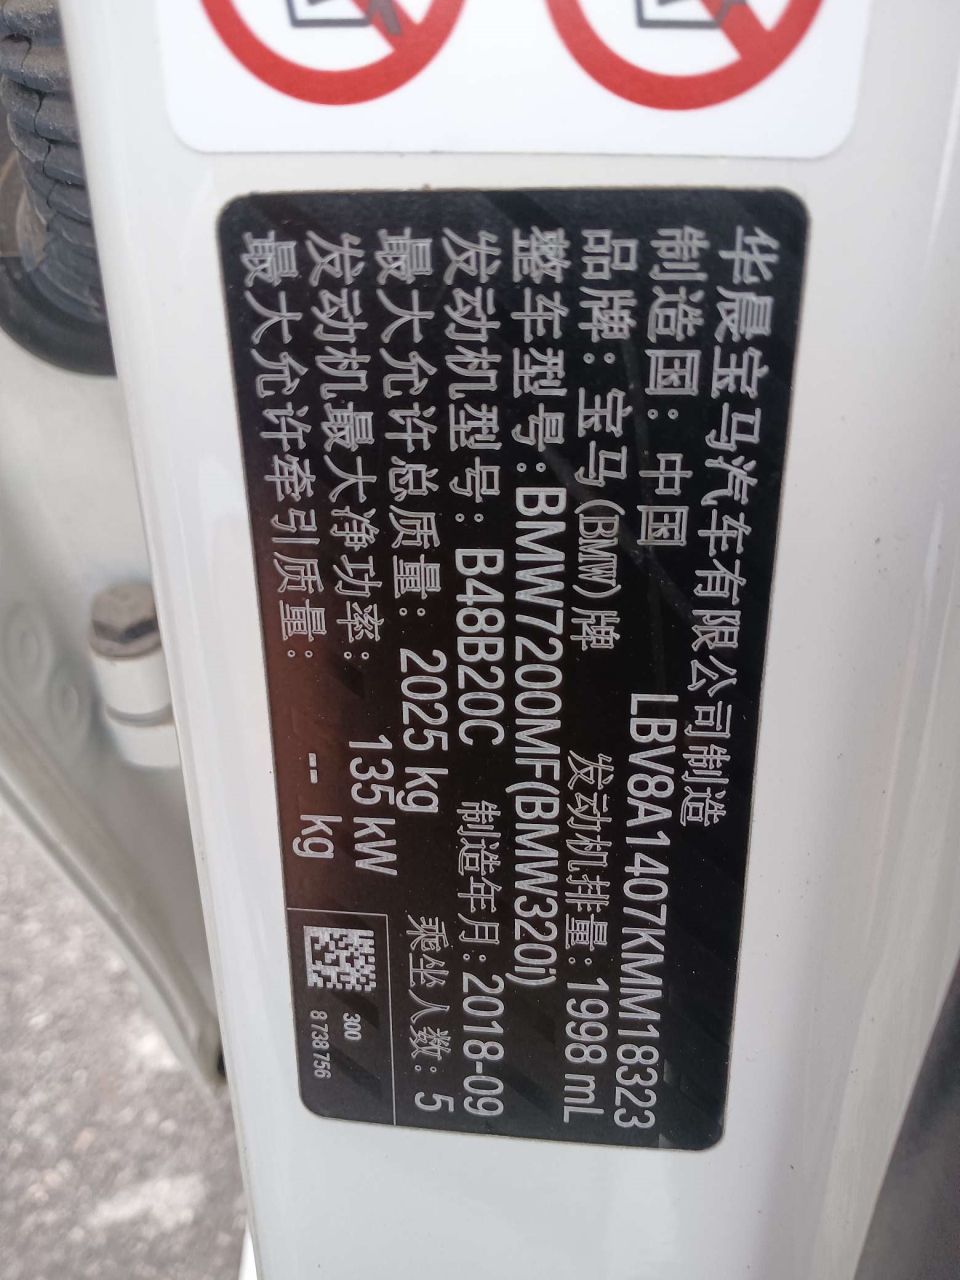 华晨宝马汽车有限公司制造
制造国：中国 LBV8A1407KMM18323
品牌：宝马(BMW)牌 发动机排量：1998 mL
整车型号：BMW7200MF(BMW320i)
发动机型号：B48B20C 制造年月：2018-09
最大允许总质量：2025 kg 乘坐人数：5
发动机最大净功率：135 kW
最大允许牵引质量：-- kg
300
8 738 756